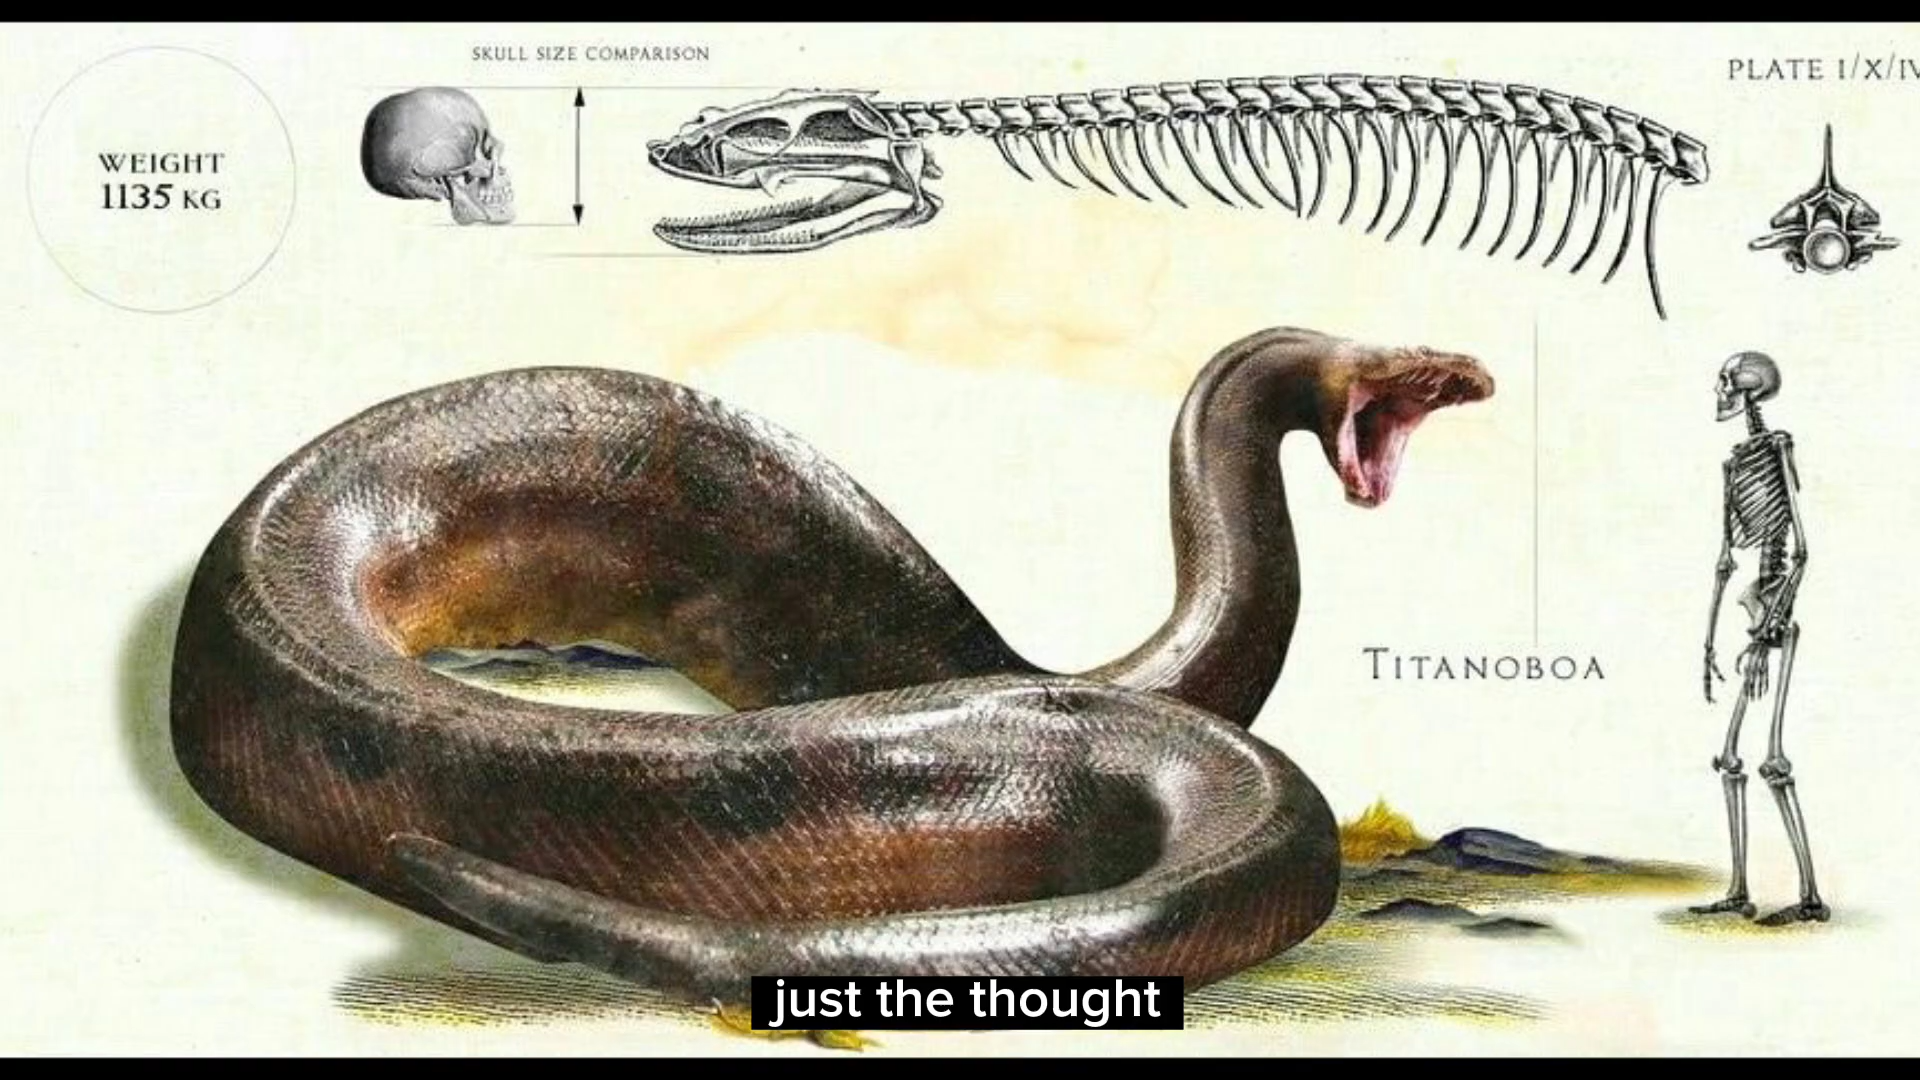 SKULL SIZE COMPARISON
PLATE I/X/IV
WEIGHT
1135 KG
TITANOBOA
just the thought